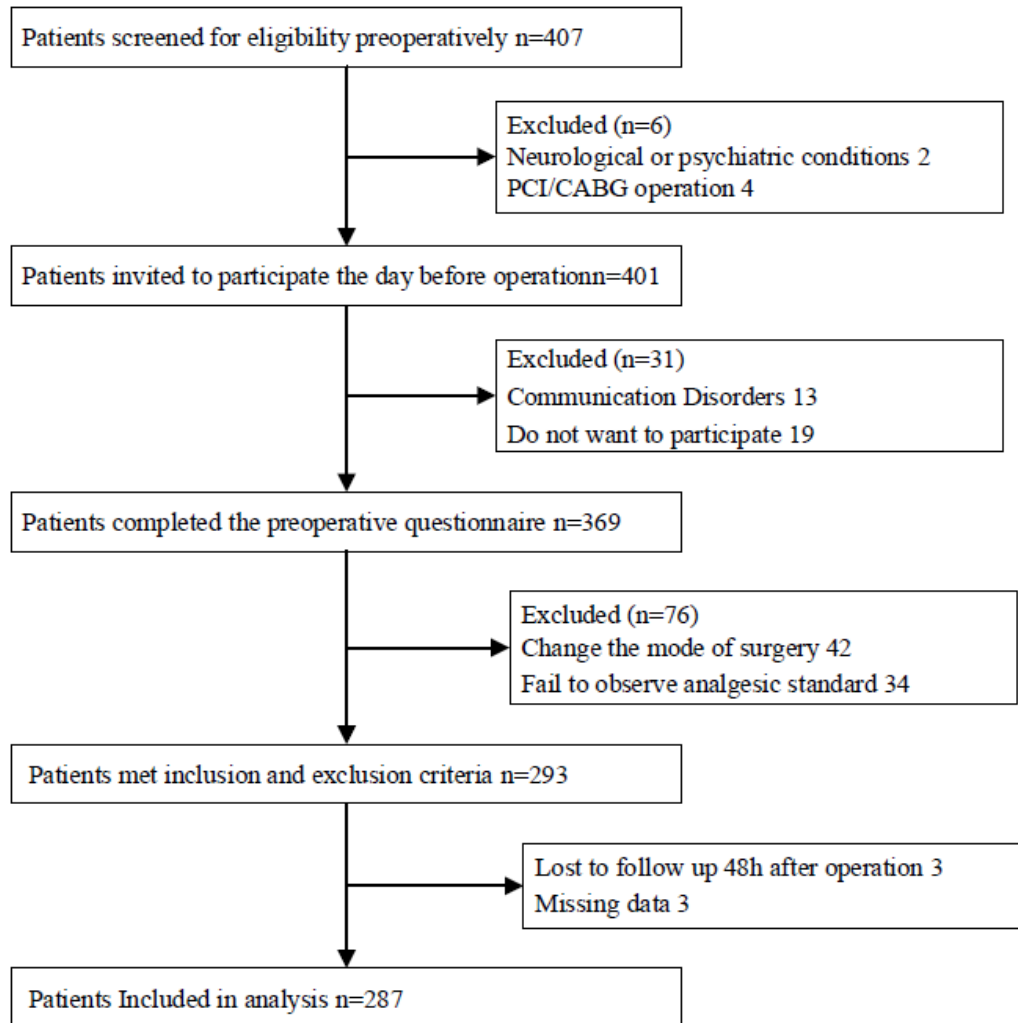 Patients screened for eligibility preoperatively n=407
Excluded (n=6)
Neurological or psychiatric conditions 2
PCI/CABG operation 4
Patients invited to participate the day before operationn=401
Excluded (n=31)
Communication Disorders 13
Do not want to participate 19
Patients completed the preoperative questionnaire n=369
Excluded (n=76)
Change the mode of surgery 42
Fail to observe analgesic standard 34
Patients met inclusion and exclusion criteria n=293
Lost to follow up 48h after operation 3
Missing data 3
Patients Included in analysis n=287